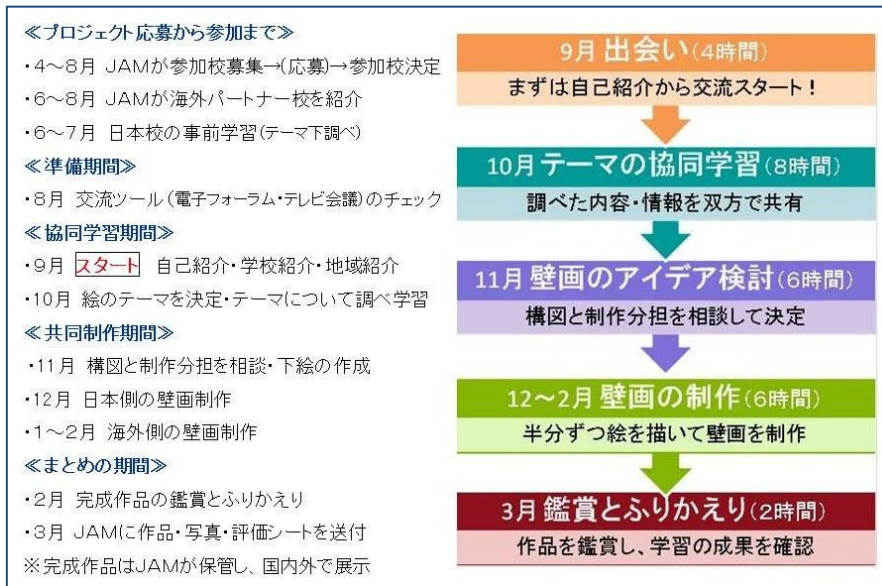 ≪プロジェクト応募から参加まで≫
・4～8月 JAMが参加校募集→(応募)→参加校決定
・6～8月 JAMが海外パートナー校を紹介
・6～7月 日本校の事前学習(テーマ下調べ)
≪準備期間≫
・8月 交流ツール(電子フォーラム・テレビ会議)のチェック
≪協同学習期間≫
・9月 スタート 自己紹介・学校紹介・地域紹介
・10月 絵のテーマを決定・テーマについて調べ学習
≪共同制作期間≫
・11月 構図と制作分担を相談・下絵の作成
・12月 日本側の壁画制作
・1～2月 海外側の壁画制作
≪まとめの期間≫
・2月 完成作品の鑑賞とふりかえり
・3月 JAMに作品・写真・評価シートを送付
※完成作品はJAMが保管し、国内外で展示
9月 出会い(4時間)
まずは自己紹介から交流スタート！
10月 テーマの協同学習(8時間)
調べた内容・情報を双方で共有
11月 壁画のアイデア検討(6時間)
構図と制作分担を相談して決定
12～2月 壁画の制作(6時間)
半分ずつ絵を描いて壁画を制作
3月 鑑賞とふりかえり(2時間)
作品を鑑賞し、学習の成果を確認